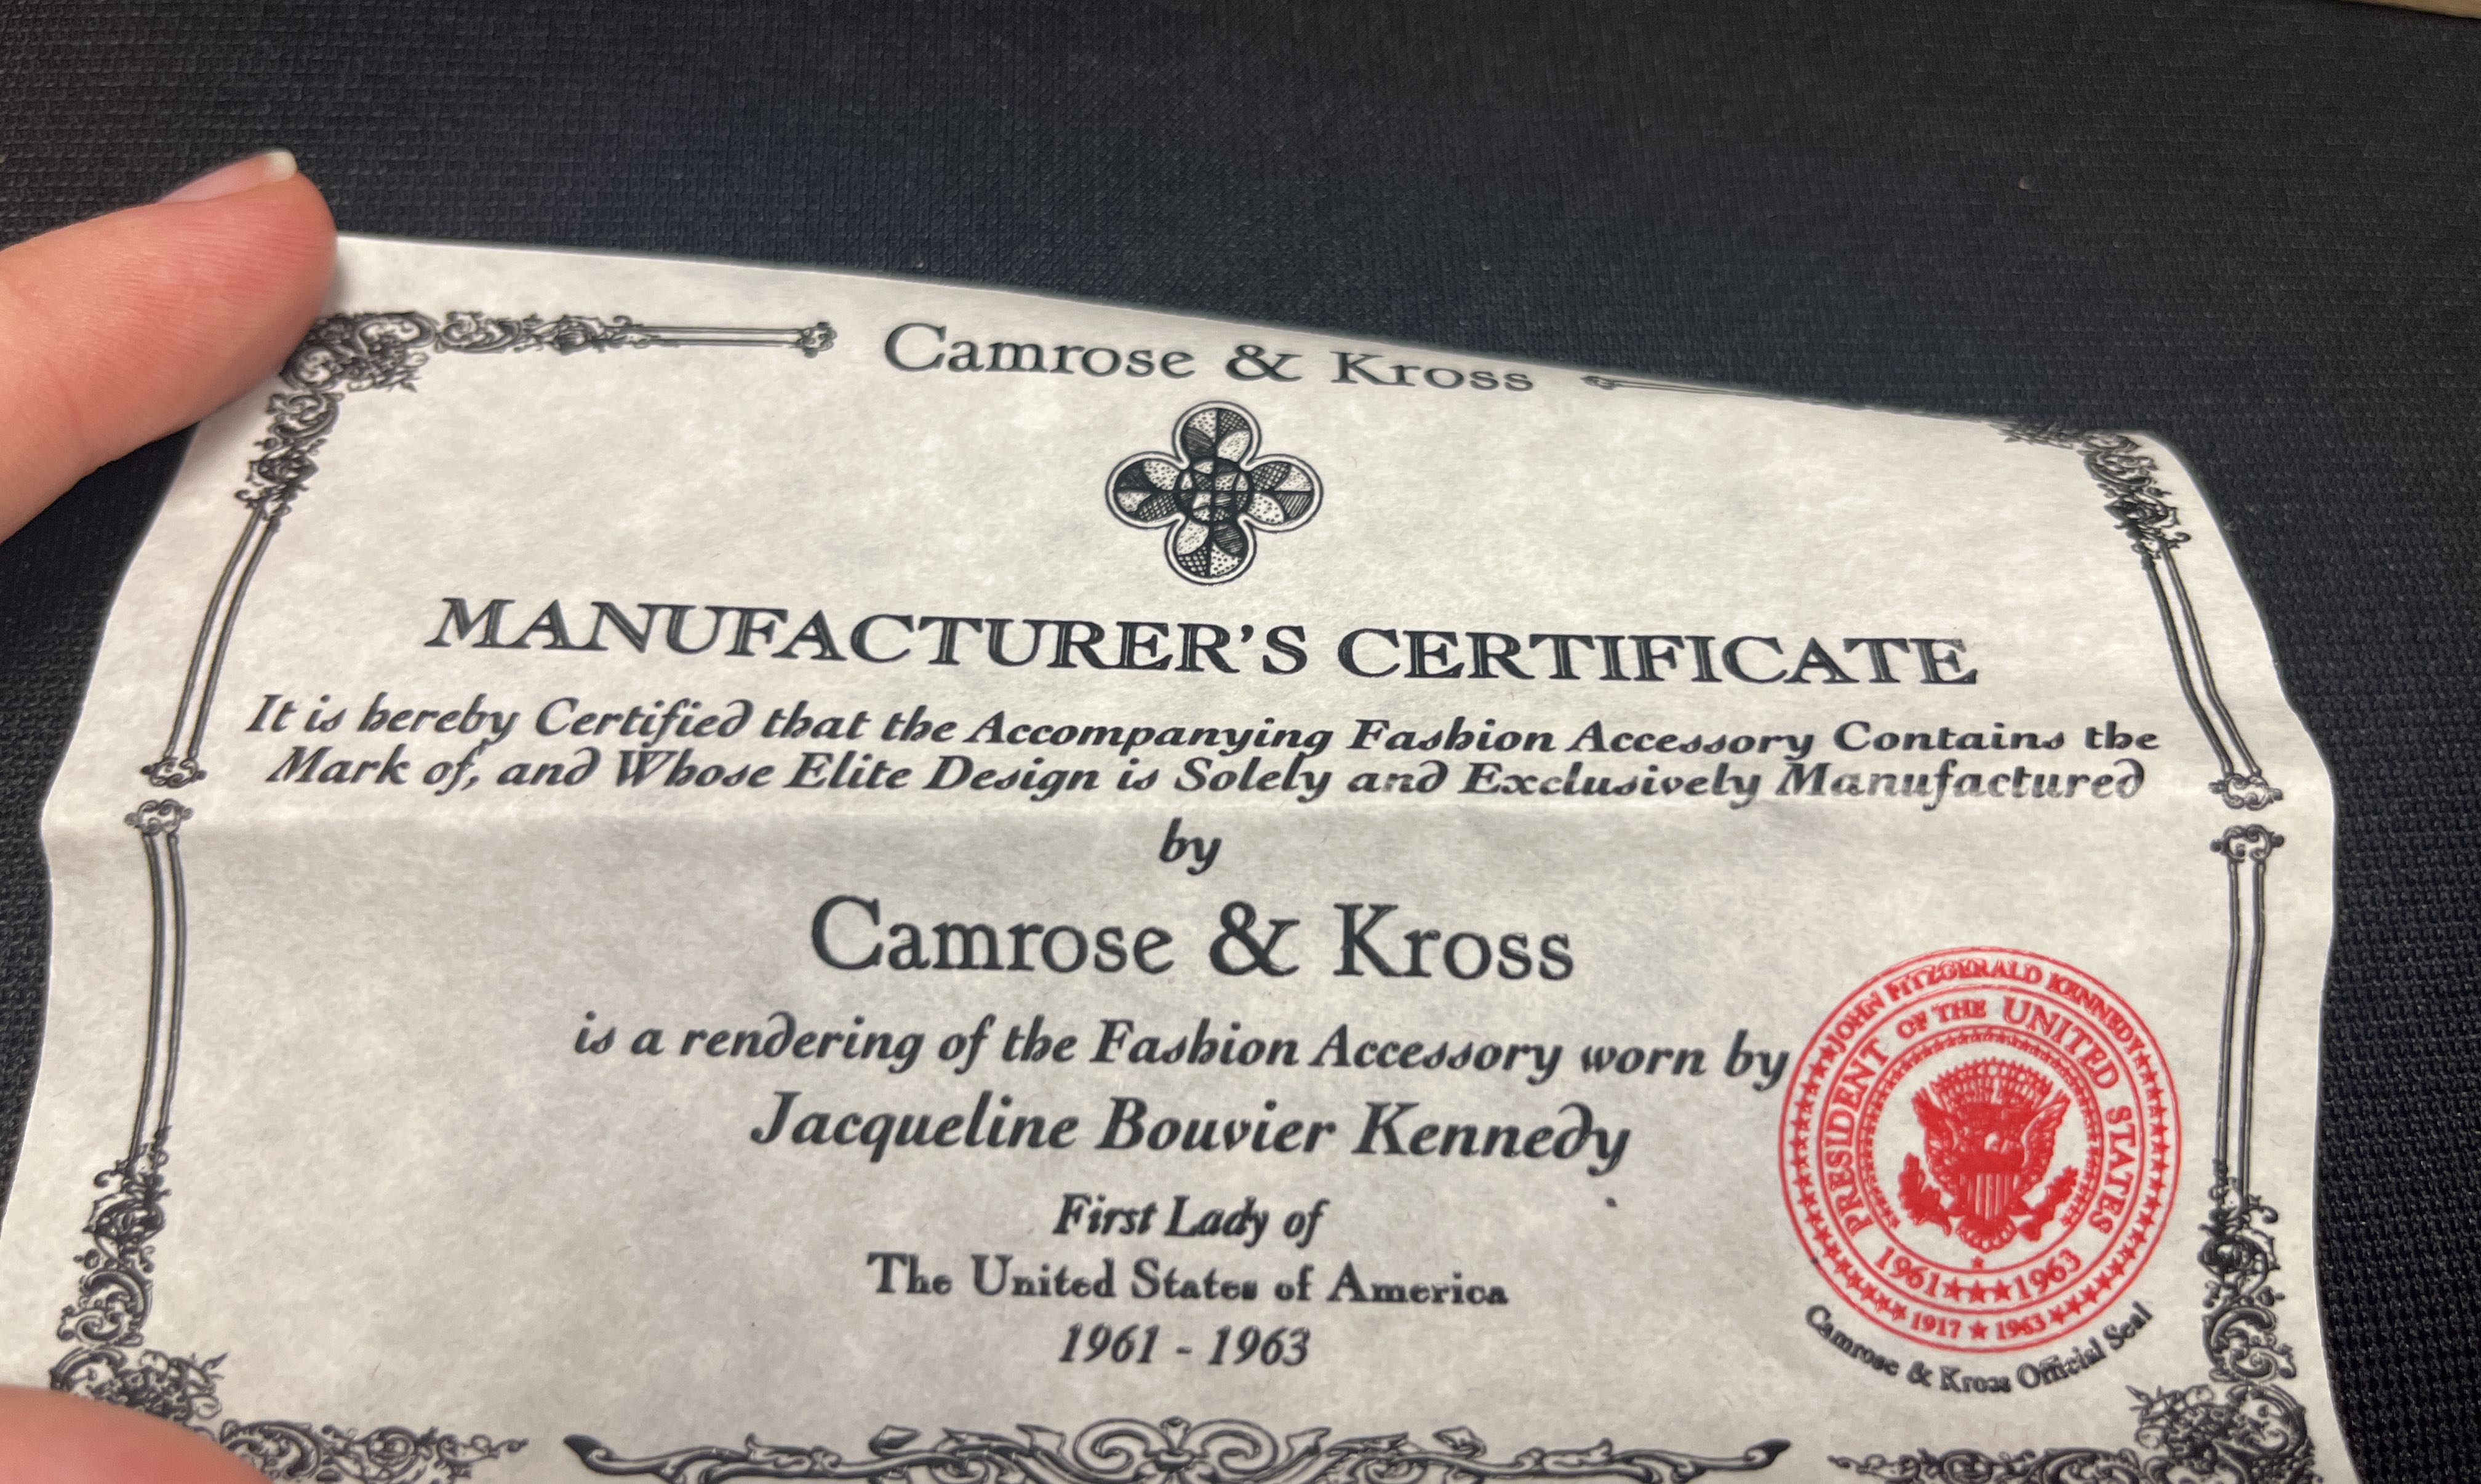 Camrose & Kross
MANUFACTURER'S CERTIFICATE
It is hereby Certified that the Accompanying Fashion Accessory Contains the
Mark of, and Whose Elite Design is Solely and Exclusively Manufactured
by
Camrose & Kross
is a rendering of the Fashion Accessory worn by
Jacqueline Bouvier Kennedy
First Lady of
The United States of America
1961 - 1963
JOHN FITZGERALD KENNEDY
PRESIDENT OF THE UNITED STATES
1961★★★1963
1917 ★ 1963
Camrose & Kross Official Seal